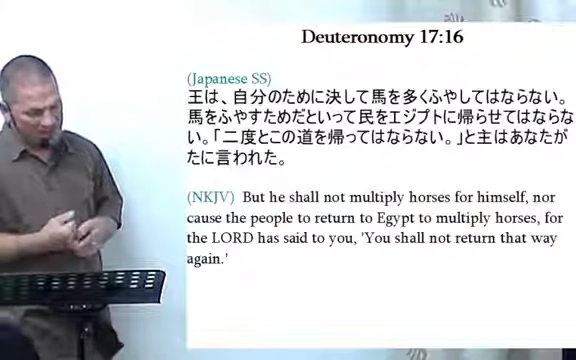 Deuteronomy 17:16
(Japanese SS)
王は、自分のために決して馬を多くふやしてはならない。
馬をふやすためだといって民をエジプトに帰らせてはならな
い。「二度とこの道を帰ってはならない。」と主はあなたが
たに言われた。
(NKJV) But he shall not multiply horses for himself, nor
cause the people to return to Egypt to multiply horses, for
the LORD has said to you, 'You shall not return that way
again.'